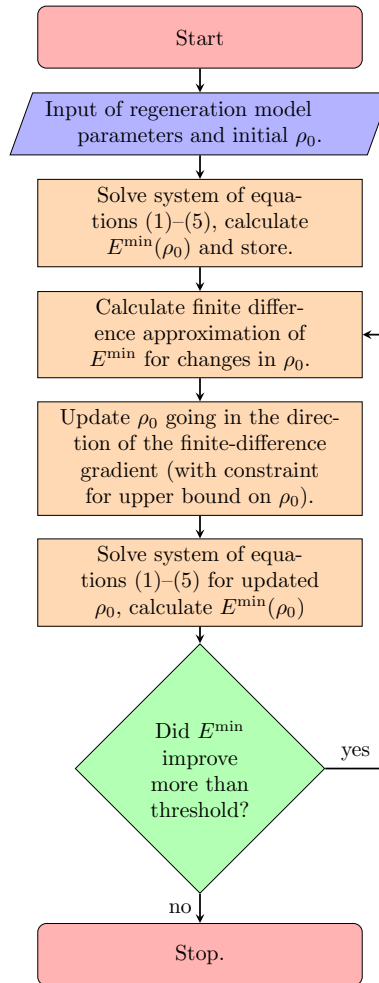 Start
Input of regeneration model
parameters and initial ρ₀.
Solve system of equa-
tions (1)–(5), calculate
Eᵐⁱⁿ(ρ₀) and store.
Calculate finite differ-
ence approximation of
Eᵐⁱⁿ for changes in ρ₀.
Update ρ₀ going in the direc-
tion of the finite-difference
gradient (with constraint
for upper bound on ρ₀).
Solve system of equa-
tions (1)–(5) for updated
ρ₀, calculate Eᵐⁱⁿ(ρ₀)
Did Eᵐⁱⁿ
improve
more than
threshold?
yes
no
Stop.